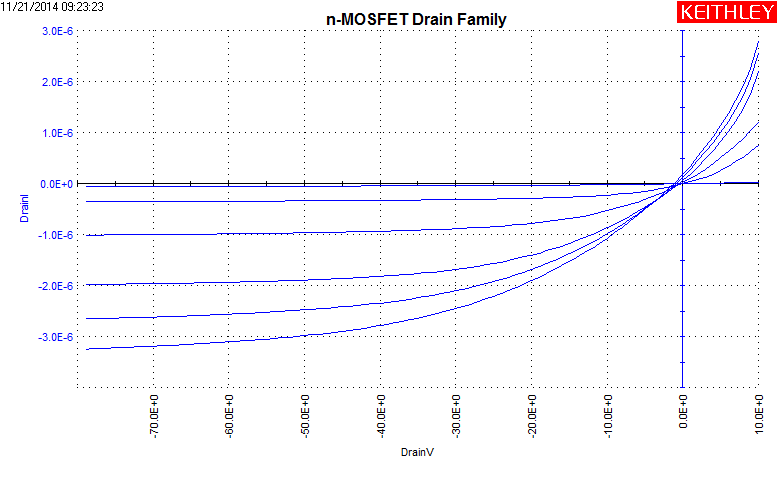 11/21/2014 09:23:23
n-MOSFET Drain Family
KEITHLEY
3.0E-6
2.0E-6
1.0E-6
0.0E+0
-1.0E-6
-2.0E-6
-3.0E-6
DrainI
-70.0E+0
-60.0E+0
-50.0E+0
-40.0E+0
-30.0E+0
-20.0E+0
-10.0E+0
0.0E+0
10.0E+0
DrainV